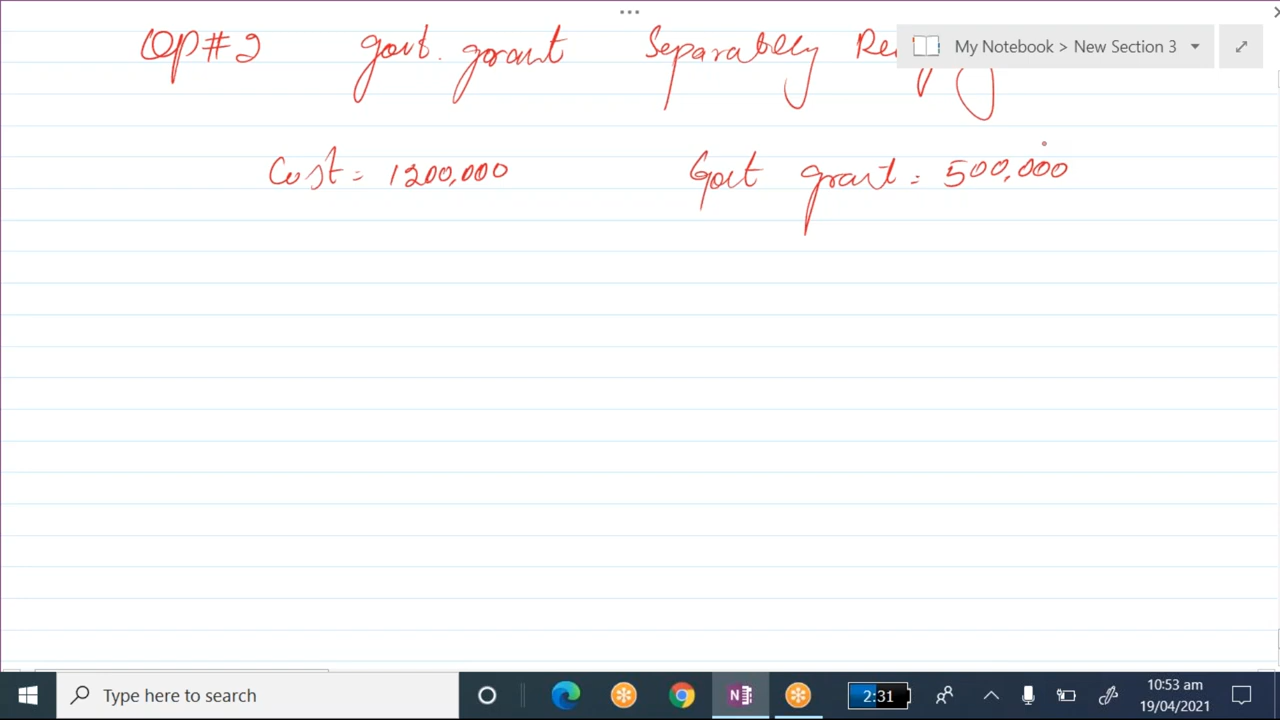 ...
OP#2 govt. grant Separately
My Notebook > New Section 3
Cost = 1200,000 Govt grant = 500,000
Type here to search
2:31
10:53 am
19/04/2021